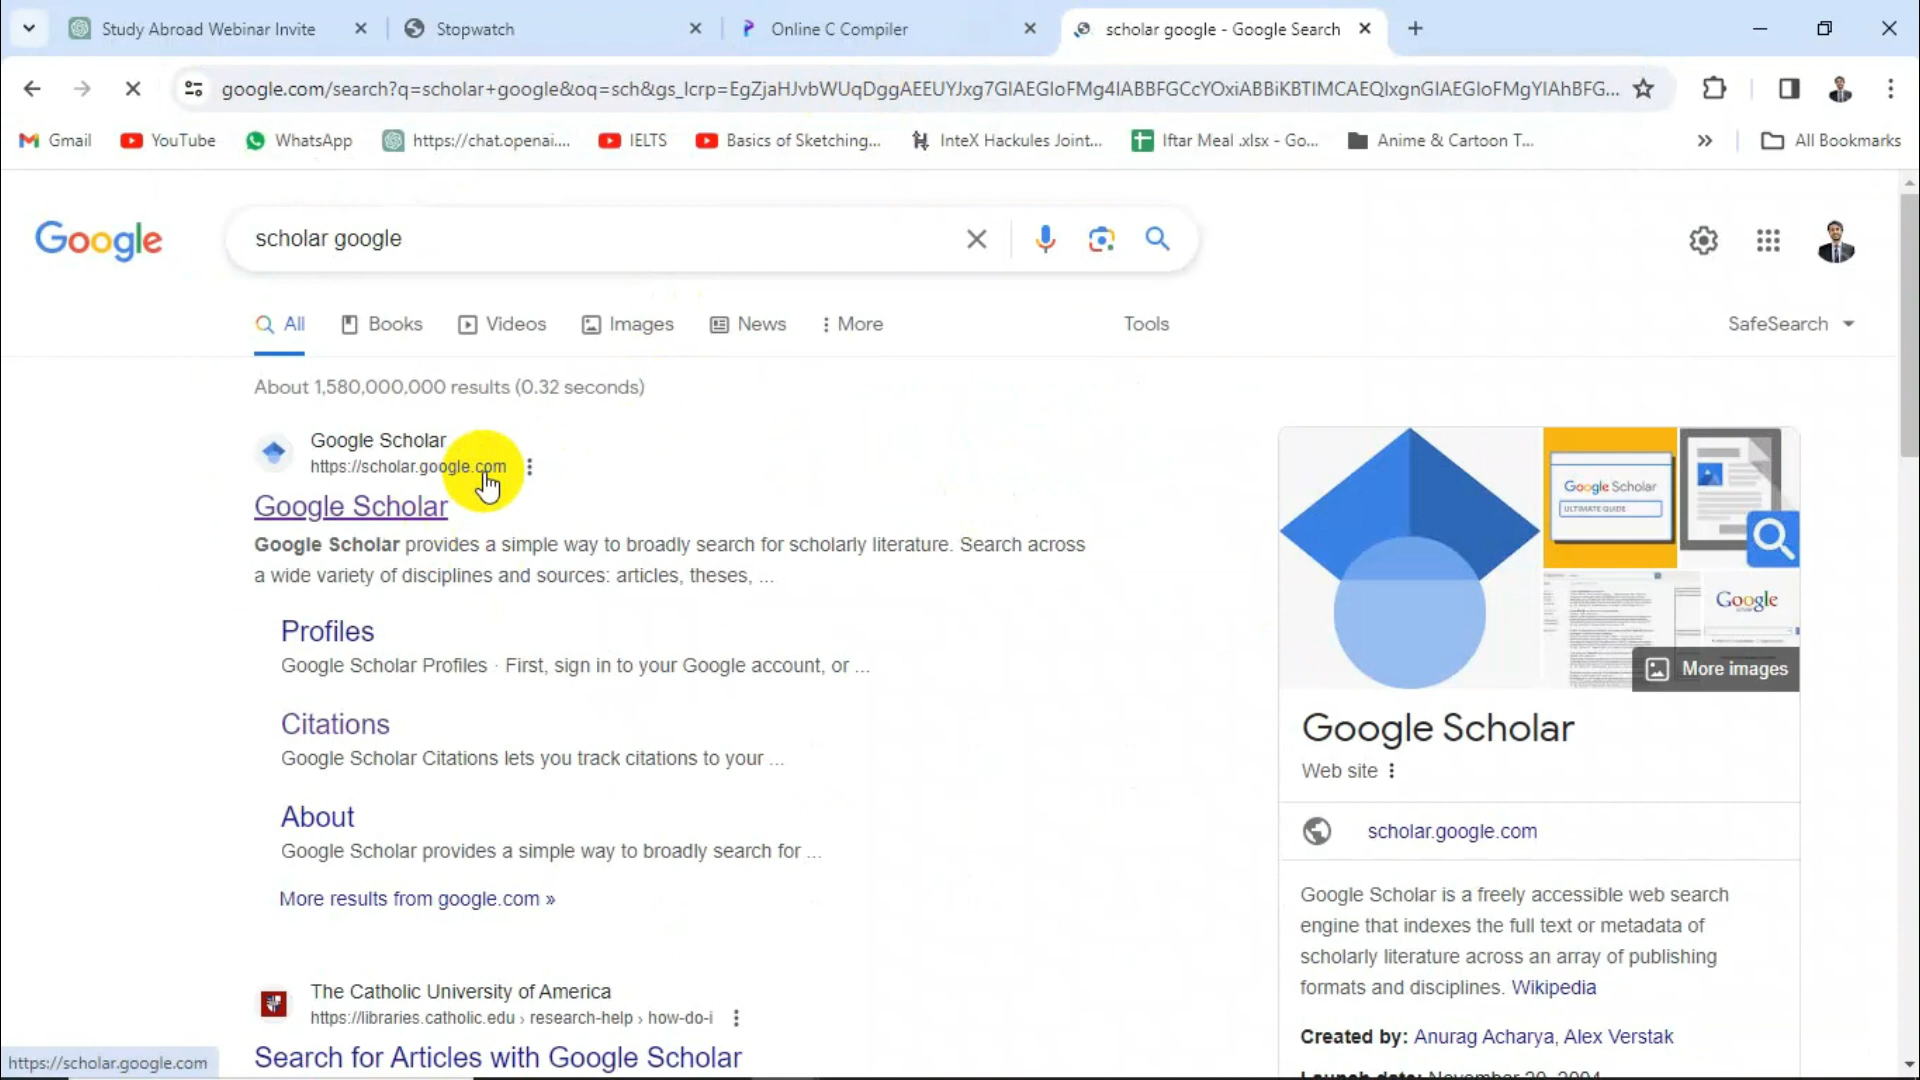 Study Abroad Webinar Invite
Stopwatch
Online C Compiler
scholar google - Google Search
google.com/search?q=scholar+google&oq=sch&gs_lcrp=EgZjaHJvbWUqDggAEEUYJxg7GIAEGIoFMg4IABBFGCcYOxiABBiKBTIMCAEQIxgnGIAEGIoFMgYIAhBFG...
Gmail
YouTube
WhatsApp
https://chat.openai....
IELTS
Basics of Sketching...
InteX Hackules Joint...
Iftar Meal .xlsx - Go...
Anime & Cartoon T...
All Bookmarks
Google
scholar google
All
Books
Videos
Images
News
More
Tools
SafeSearch
About 1,580,000,000 results (0.32 seconds)
Google Scholar
https://scholar.google.com
Google Scholar
Google Scholar provides a simple way to broadly search for scholarly literature. Search across
a wide variety of disciplines and sources: articles, theses, ...
Profiles
Google Scholar Profiles · First, sign in to your Google account, or ...
Citations
Google Scholar Citations lets you track citations to your ...
About
Google Scholar provides a simple way to broadly search for ...
More results from google.com »
The Catholic University of America
https://libraries.catholic.edu › research-help › how-do-i
Search for Articles with Google Scholar
https://scholar.google.com
Google Scholar
ULTIMATE GUIDE
Google
More images
Google Scholar
Web site
scholar.google.com
Google Scholar is a freely accessible web search
engine that indexes the full text or metadata of
scholarly literature across an array of publishing
formats and disciplines. Wikipedia
Created by: Anurag Acharya, Alex Verstak
Launch date: November 20, 2004